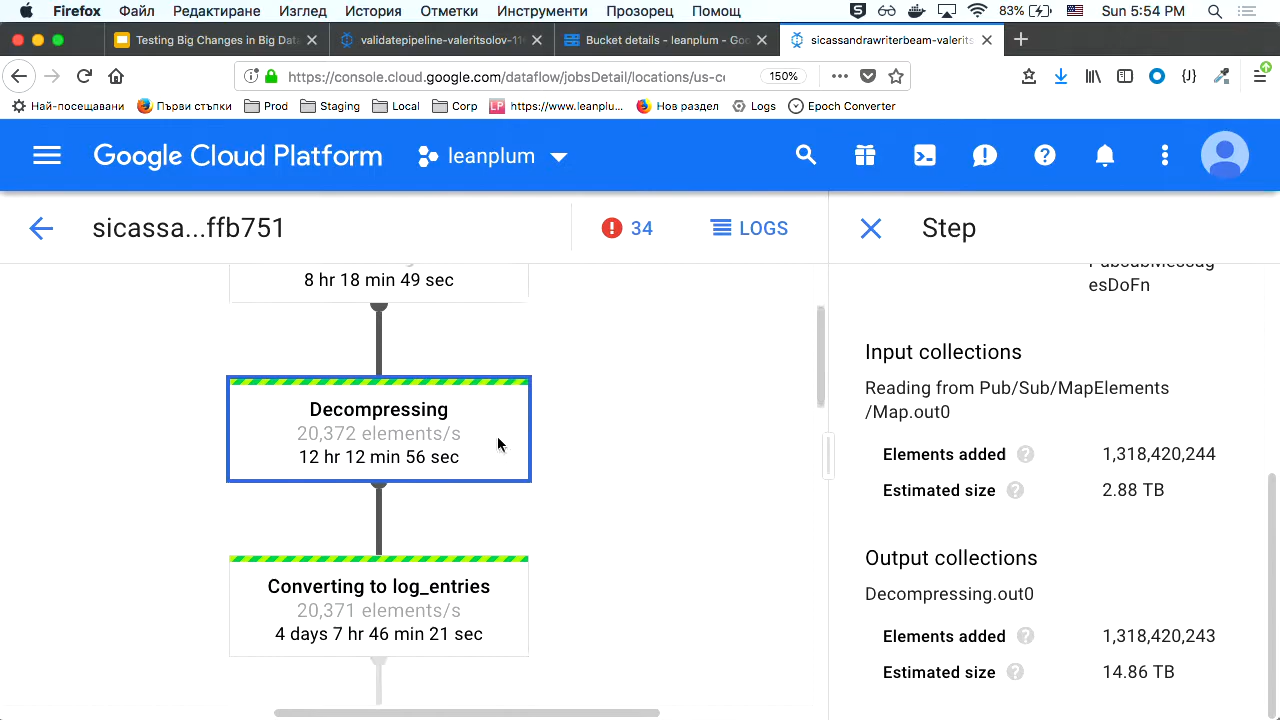 Firefox Файл Редактиране Изглед История Отметки Инструменти Прозорец Помощ 83% Sun 5:54 PM
Testing Big Changes in Big Dat validatepipeline-valeritsolov-110 Bucket details - leanplum - Goo sicassandrawriterbeam-valerits
https://console.cloud.google.com/dataflow/jobsDetail/locations/us-ce 150%
Най-посещавани Първи стъпки Prod Staging Local Corp LP https://www.leanplu... Нов раздел Logs Epoch Converter
Google Cloud Platform leanplum
sicassa...ffb751 34 LOGS Step
8 hr 18 min 49 sec
esDoFn
Decompressing
20,372 elements/s
12 hr 12 min 56 sec
Converting to log_entries
20,371 elements/s
4 days 7 hr 46 min 21 sec
Input collections
Reading from Pub/Sub/MapElements
/Map.out0
Elements added 1,318,420,244
Estimated size 2.88 TB
Output collections
Decompressing.out0
Elements added 1,318,420,243
Estimated size 14.86 TB